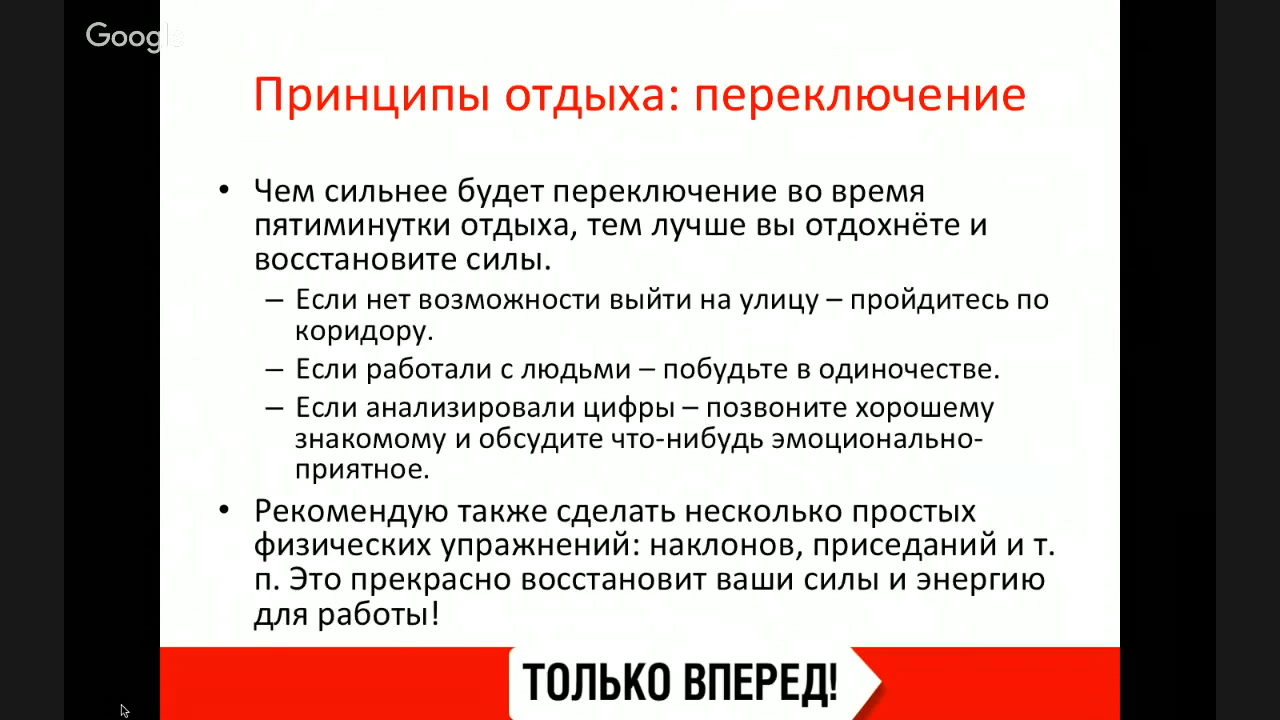 Google
Принципы отдыха: переключение
• Чем сильнее будет переключение во время
пятиминутки отдыха, тем лучше вы отдохнёте и
восстановите силы.
– Если нет возможности выйти на улицу – пройдитесь по
коридору.
– Если работали с людьми – побудьте в одиночестве.
– Если анализировали цифры – позвоните хорошему
знакомому и обсудите что-нибудь эмоционально-
приятное.
• Рекомендую также сделать несколько простых
физических упражнений: наклонов, приседаний и т.
п. Это прекрасно восстановит ваши силы и энергию
для работы!
ТОЛЬКО ВПЕРЕД!